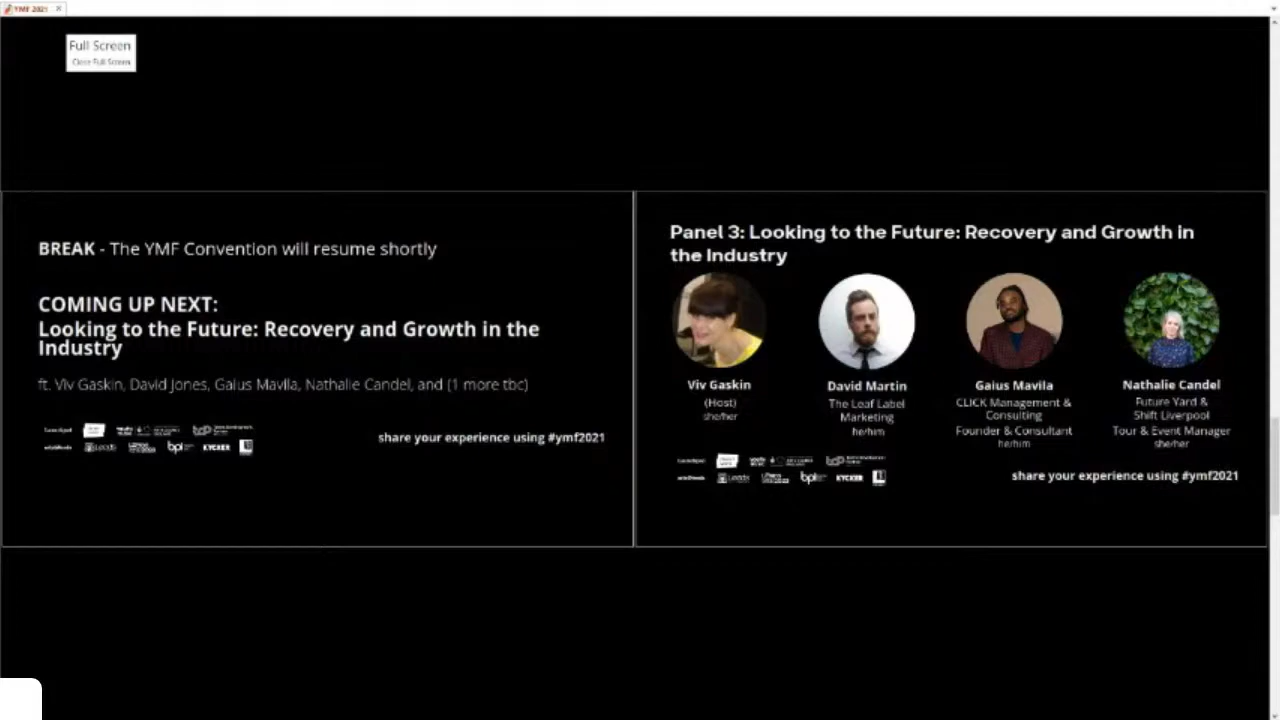 YMF 2021
Full Screen
Close Full Screen
BREAK - The YMF Convention will resume shortly
COMING UP NEXT:
Looking to the Future: Recovery and Growth in the
Industry
ft. Viv Gaskin, David Jones, Gaius Mavila, Nathalie Candel, and (1 more tbc)
Leeds
bpi
KYCKER
share your experience using #ymf2021
Panel 3: Looking to the Future: Recovery and Growth in
the Industry
Viv Gaskin
(Host)
she/her
David Martin
The Leaf Label
Marketing
he/him
Gaius Mavila
CLICK Management &
Consulting
Founder & Consultant
he/him
Nathalie Candel
Future Yard &
Shift Liverpool
Tour & Event Manager
she/her
Leeds
bpi
KYCKER
share your experience using #ymf2021